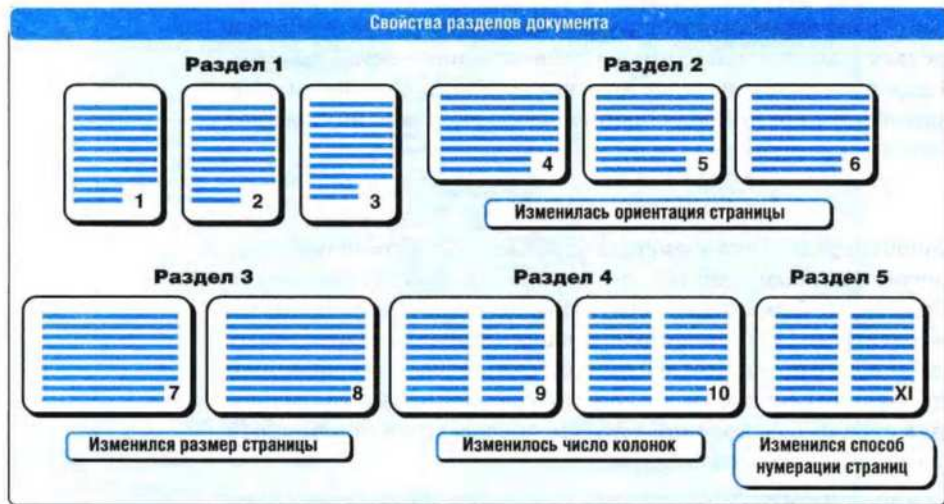 Свойства разделов документа
Раздел 1 Раздел 2
1 2 3 4 5 6
Изменилась ориентация страницы
Раздел 3 Раздел 4 Раздел 5
7 8 9 10 XI
Изменился размер страницы Изменилось число колонок Изменился способ
нумерации страниц